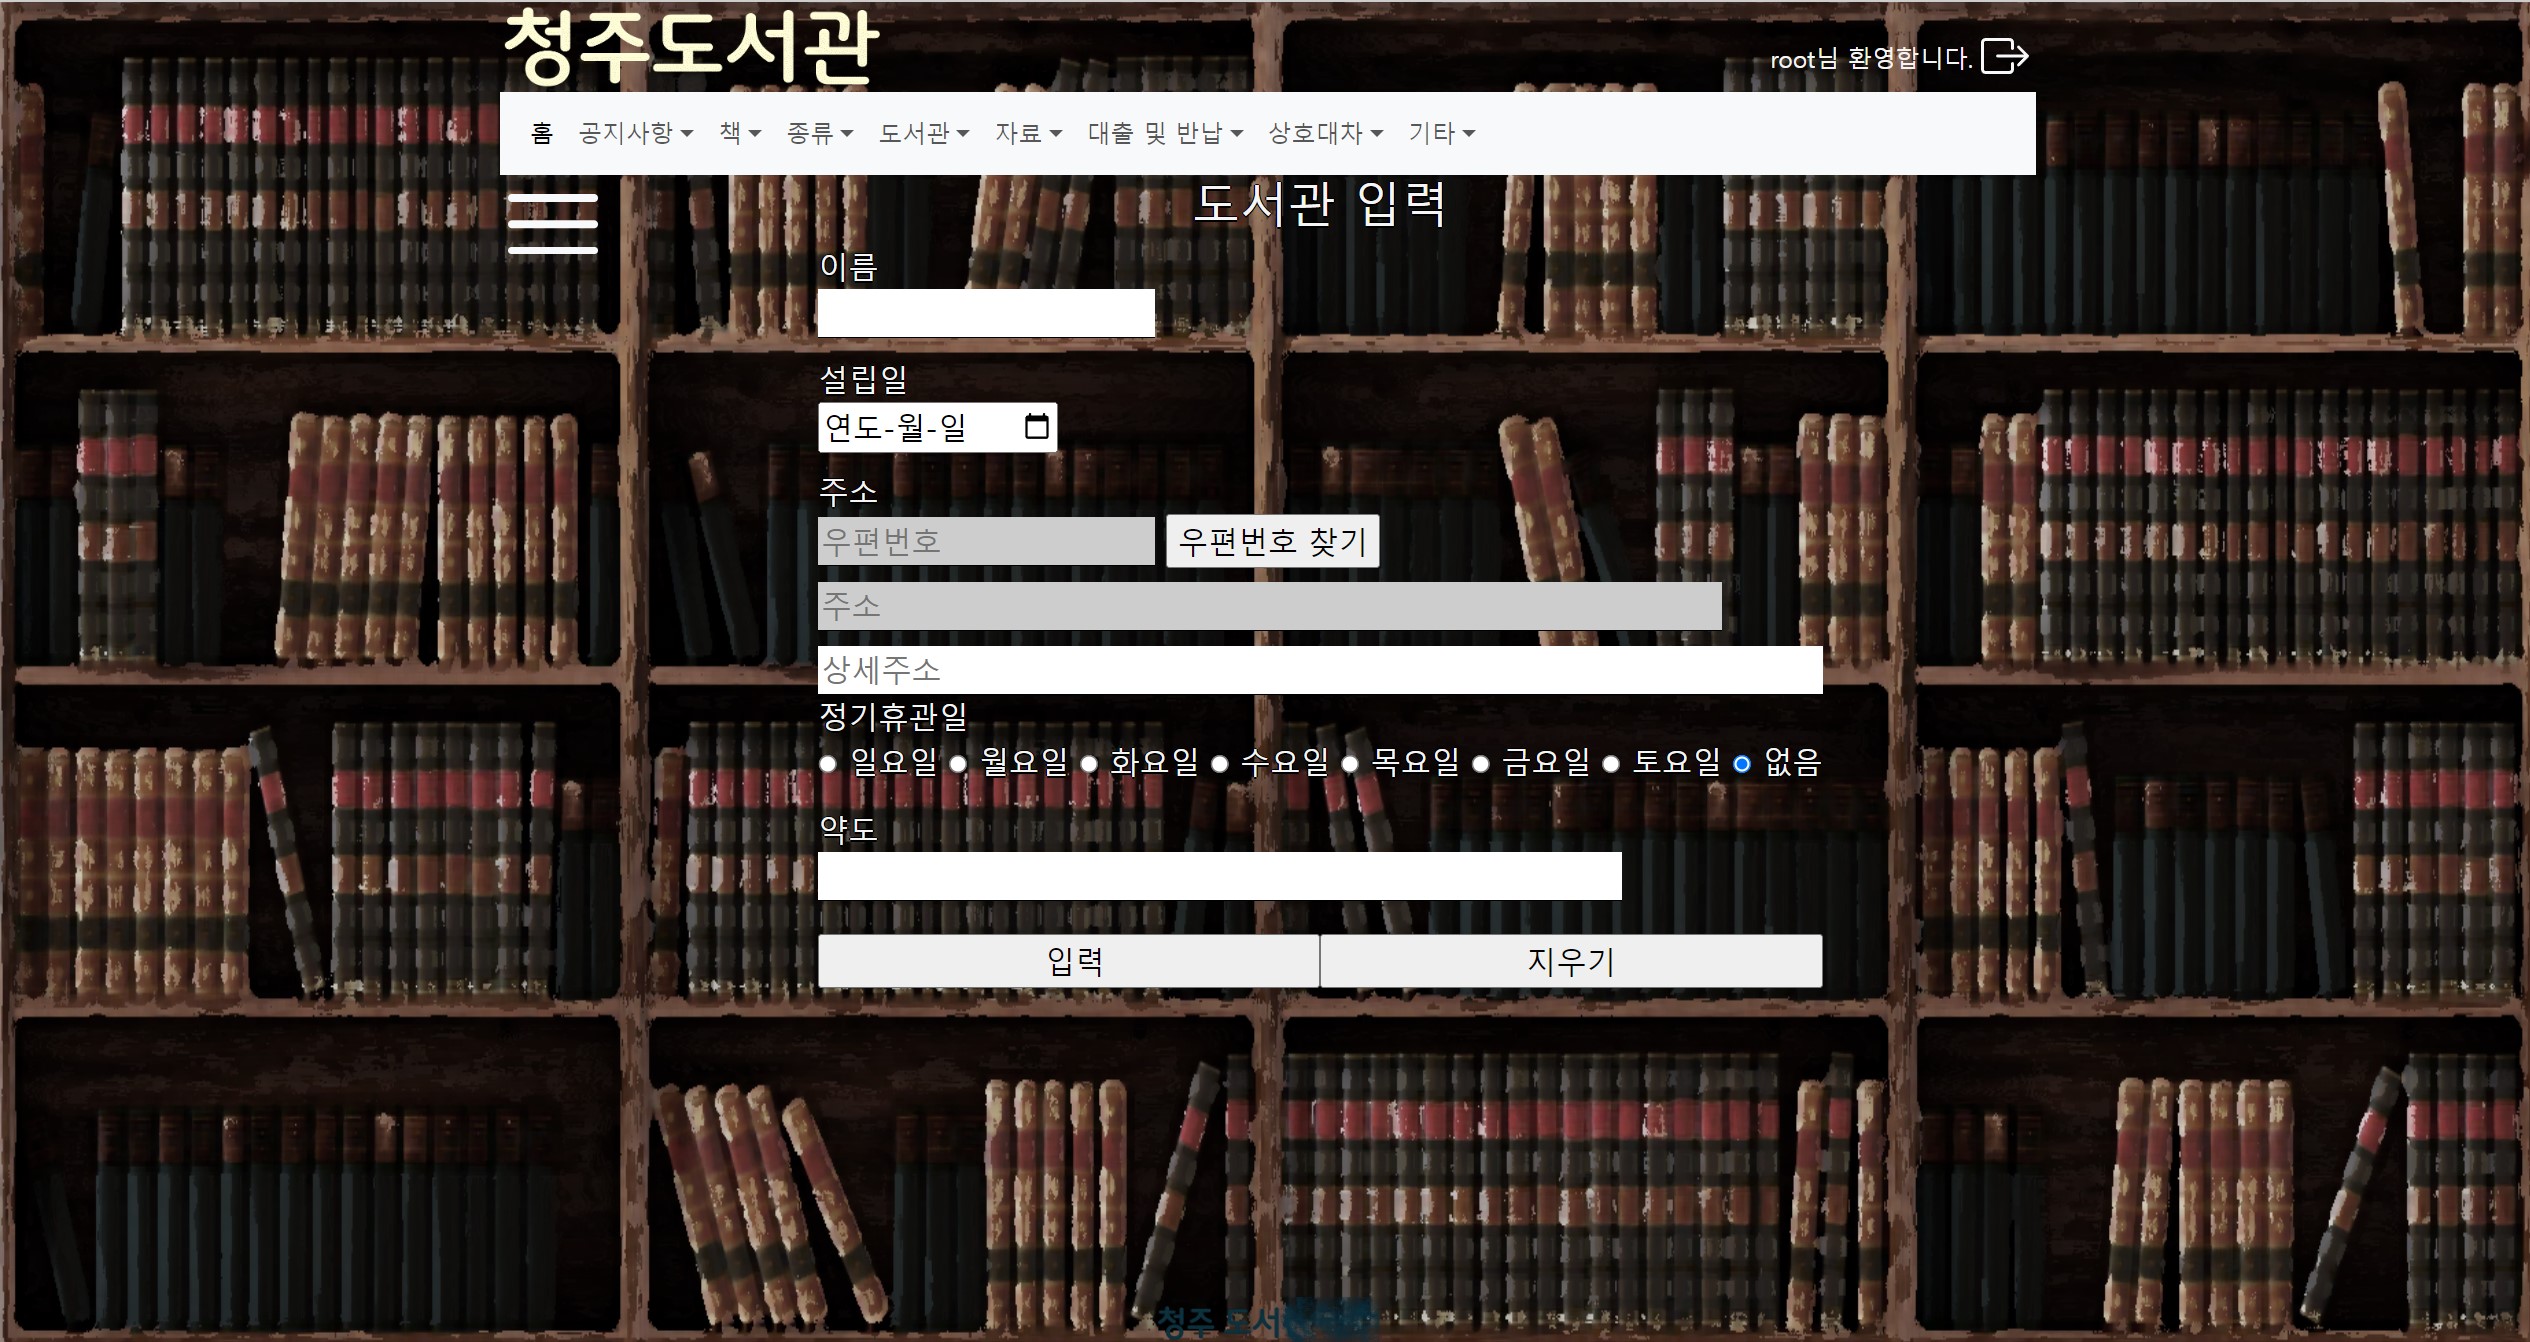 청주도서관
root님 환영합니다.
홈 공지사항 책 종류 도서관 자료 대출 및 반납 상호대차 기타
도서관 입력
이름
설립일
연도-월-일
주소
우편번호 우편번호 찾기
주소
상세주소
정기휴관일
일요일 월요일 화요일 수요일 목요일 금요일 토요일 없음
약도
입력 지우기
청주 도서